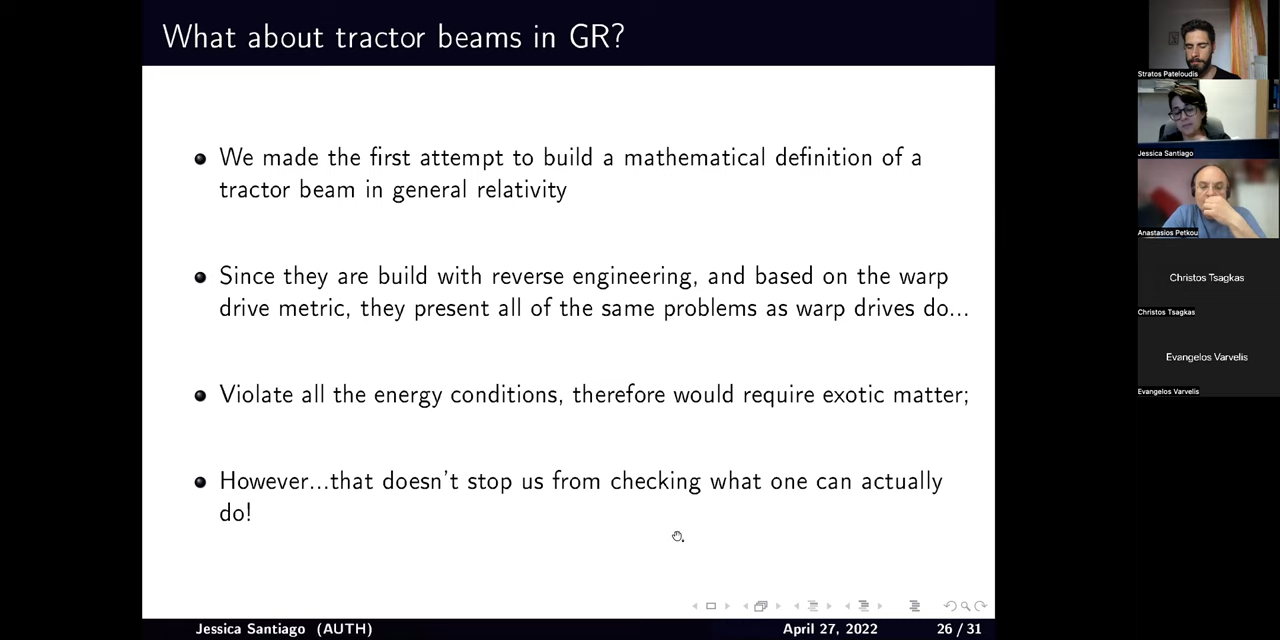 What about tractor beams in GR?
We made the first attempt to build a mathematical definition of a
tractor beam in general relativity
Since they are build with reverse engineering, and based on the warp
drive metric, they present all of the same problems as warp drives do...
Violate all the energy conditions, therefore would require exotic matter;
However...that doesn't stop us from checking what one can actually
do!
Jessica Santiago (AUTH)
April 27, 2022
26 / 31
Stratos Pateloudis
Jessica Santiago
Anastasios Petkou
Christos Tsagkas
Christos Tsagkas
Evangelos Varvelis
Evangelos Varvelis